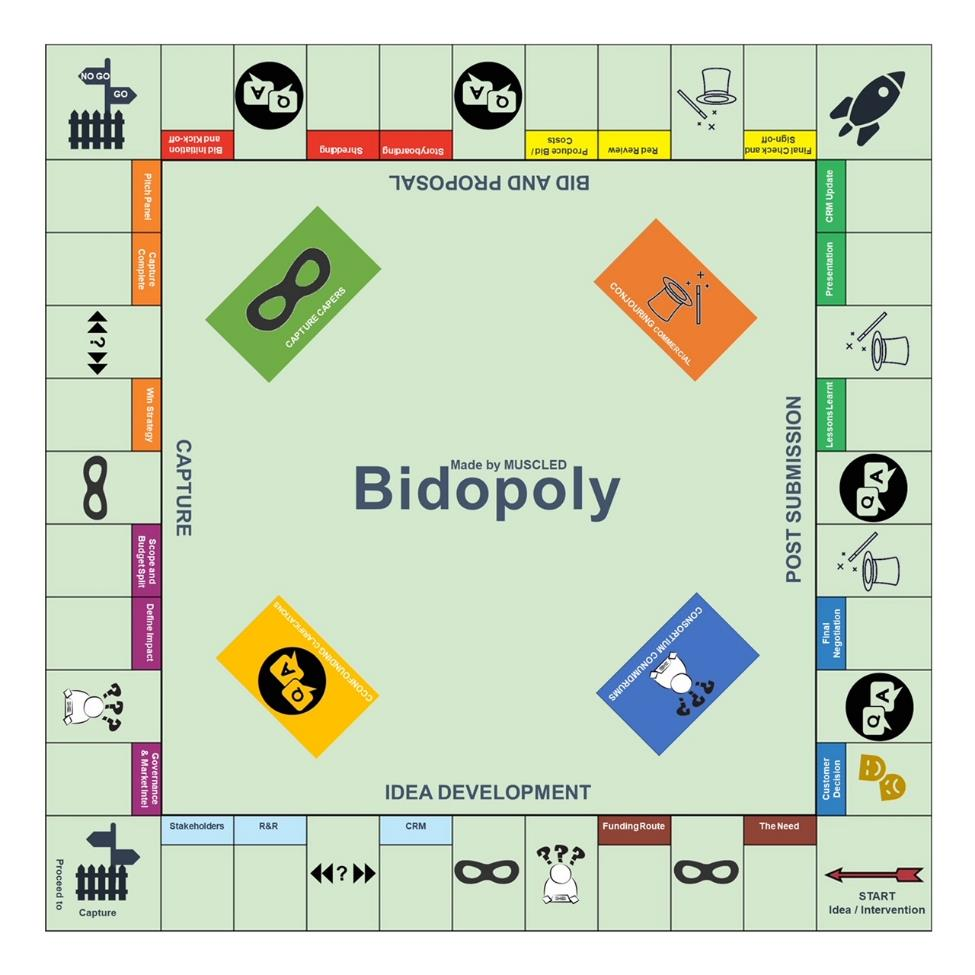 NO GO
GO
Bid Initiation
and Kick-off
A
Q
Shredding
Storyboarding
A
Q
Produce Bid /
Costs
Red Review
Final Check and
Sign-off
BID AND PROPOSAL
Pitch Panel
Capture
Complete
?
Win Strategy
Scope and
Budget Split
Define Impact
???
Governance
& Market Intel
CAPTURE
CAPTURE CAPERS
CONJOURING COMMERCIAL
Made by MUSCLED
Bidopoly
CCONFOUNDING CLARIFICATIONS
Q
A
CONSORTIUM CONUMDRUMS
???
POST SUBMISSION
CRM Update
Presentation
Lessons Learnt
Q
A
Final
Negotiation
Q
A
Customer
Decision
IDEA DEVELOPMENT
Proceed to
Capture
Stakeholders
R&R
?
CRM
???
Funding Route
The Need
START
Idea / Intervention